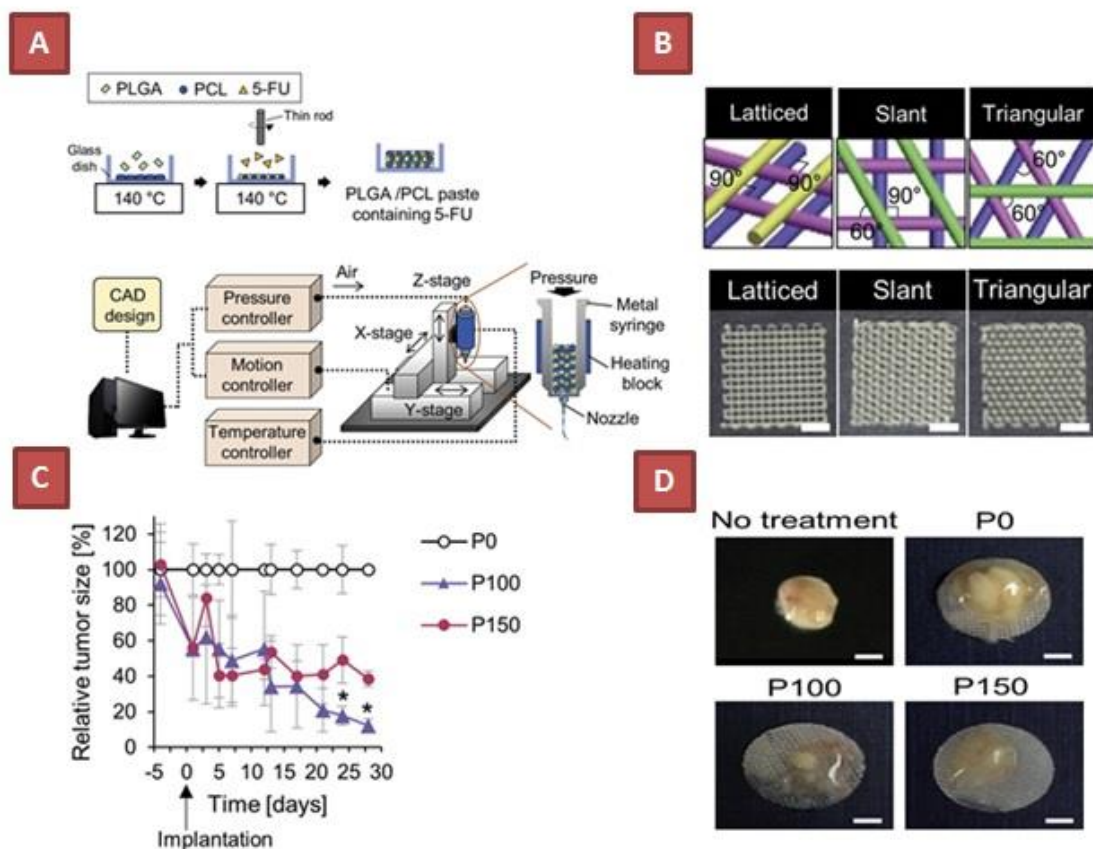 A
PLGA PCL 5-FU
Thin rod
Glass
dish
140 °C
140 °C
PLGA /PCL paste
containing 5-FU
CAD
design
Pressure
controller
Motion
controller
Temperature
controller
Air
Z-stage
X-stage
Y-stage
Pressure
Metal
syringe
Heating
block
Nozzle
B
Latticed Slant Triangular
90° 90° 90° 60° 60° 60°
Latticed Slant Triangular
C
Relative tumor size [%]
120
100
80
60
40
20
0
-5 0 5 10 15 20 25 30
Time [days]
Implantation
P0
P100
P150
* *
D
No treatment P0
P100 P150